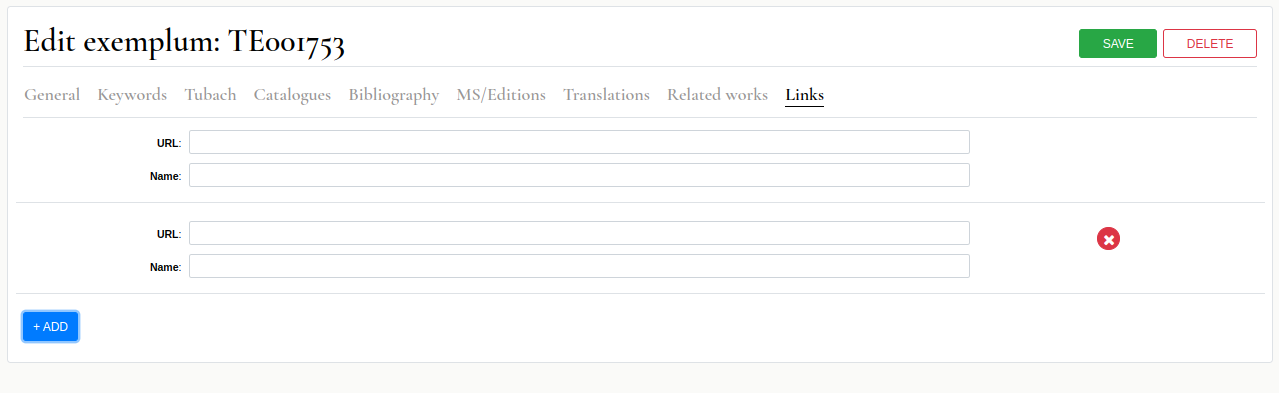 Edit exemplum: TE001753
SAVE
DELETE
General Keywords Tubach Catalogues Bibliography MS/Editions Translations Related works Links
URL:
Name:
URL:
Name:
+ ADD